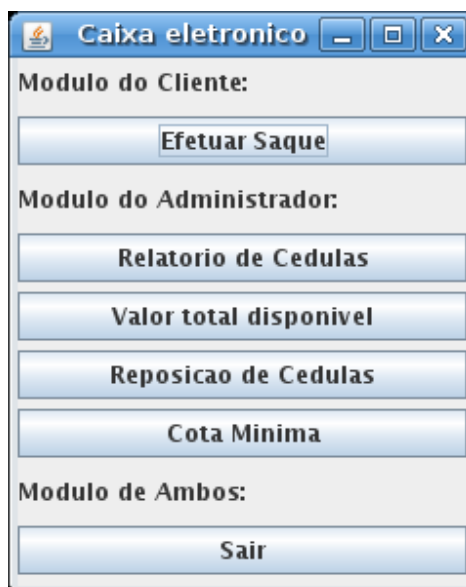 Caixa eletronico
Modulo do Cliente:
Efetuar Saque
Modulo do Administrador:
Relatorio de Cedulas
Valor total disponivel
Reposicao de Cedulas
Cota Minima
Modulo de Ambos:
Sair